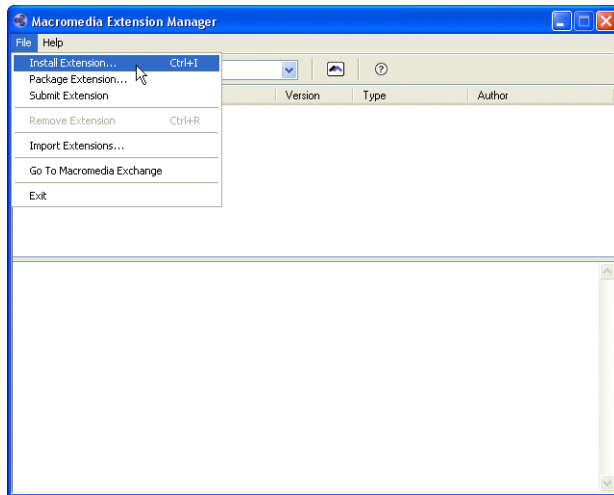 Macromedia Extension Manager
File Help
Install Extension... Ctrl+I
Package Extension...
Submit Extension
Remove Extension Ctrl+R
Import Extensions...
Go To Macromedia Exchange
Exit
?
Version Type Author